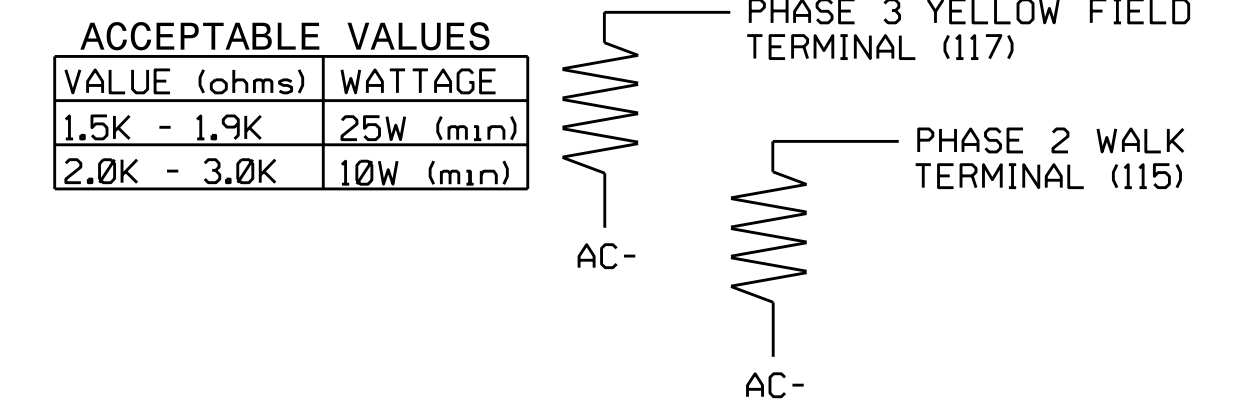 ACCEPTABLE VALUES
VALUE (ohms) WATTAGE
1.5K - 1.9K 25W (min)
2.0K - 3.0K 10W (min)
PHASE 3 YELLOW FIELD
TERMINAL (117)
AC-
PHASE 2 WALK
TERMINAL (115)
AC-